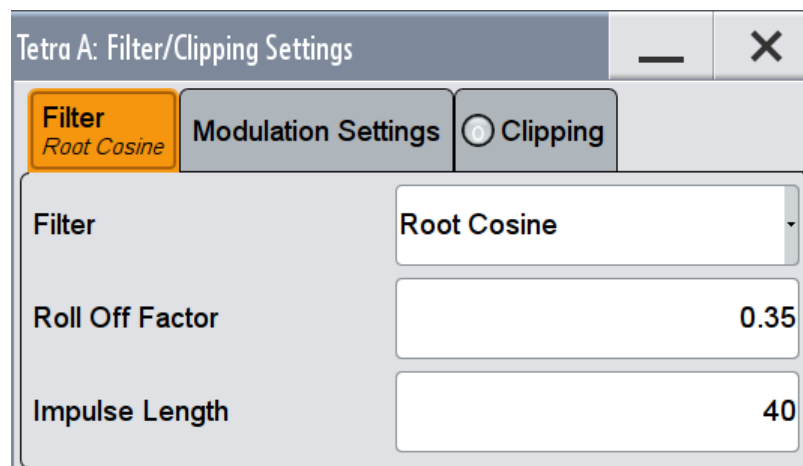 Tetra A: Filter/Clipping Settings
Filter
Root Cosine
Modulation Settings
0 Clipping
Filter
Root Cosine
Roll Off Factor
0.35
Impulse Length
40